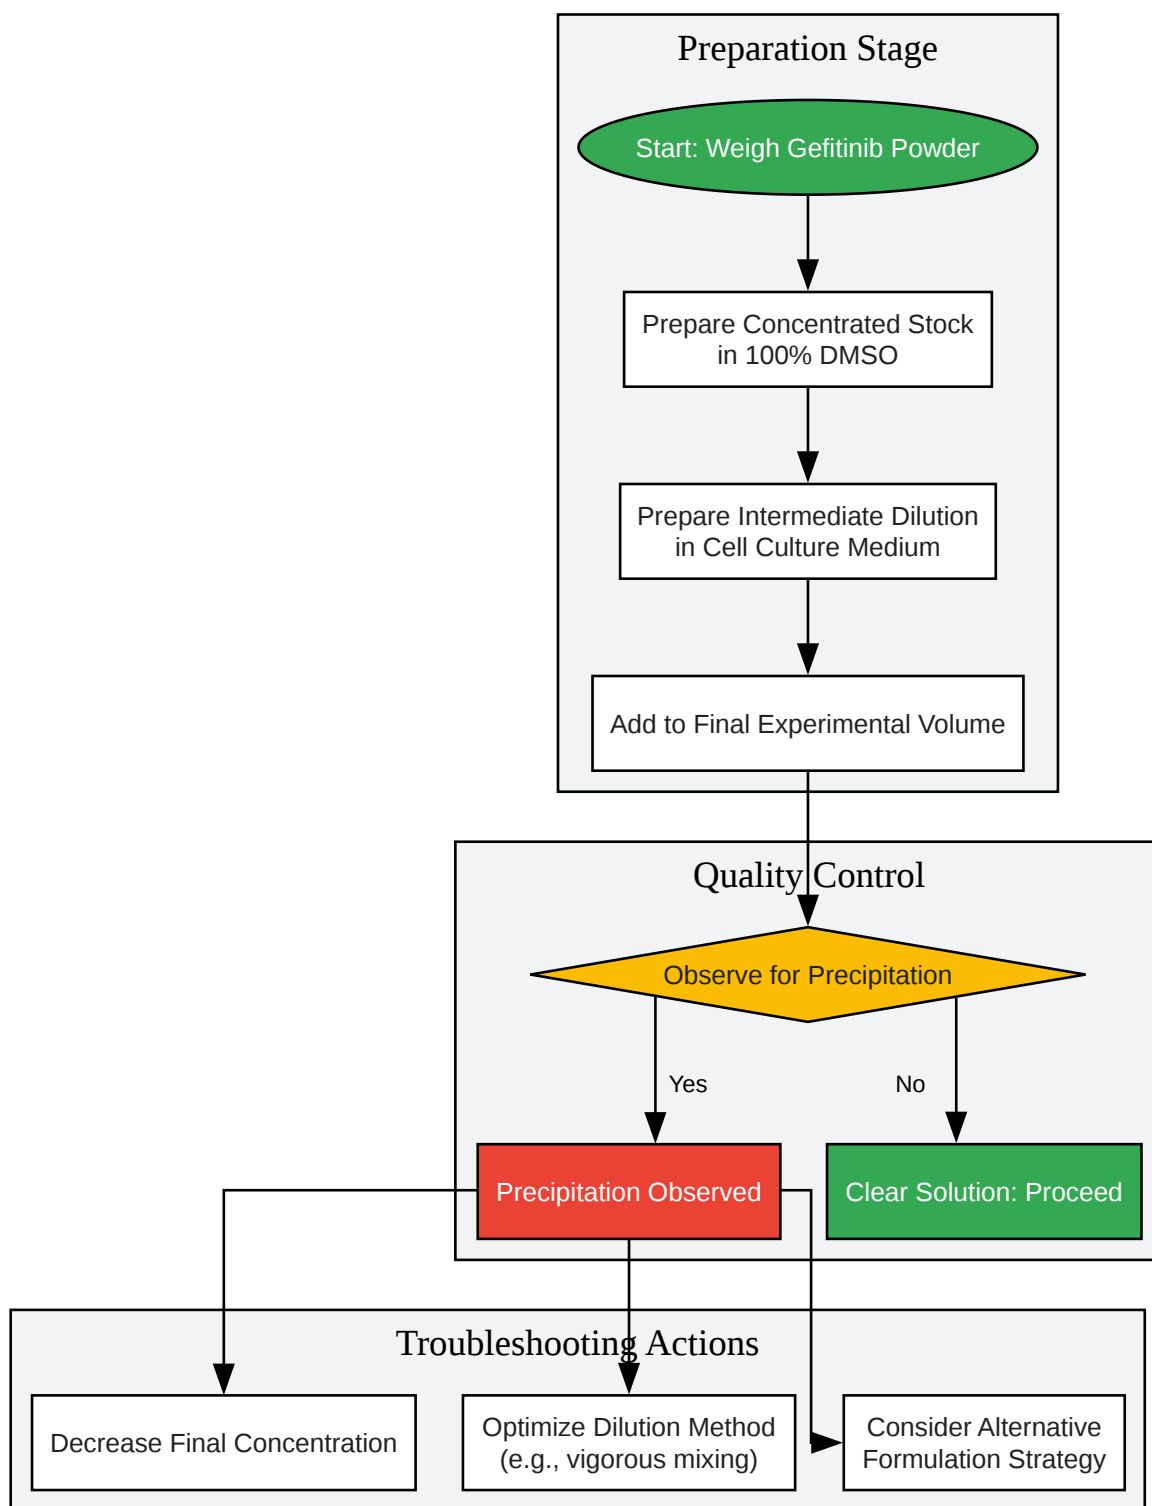 Preparation Stage
Start: Weigh Gefitinib Powder
Prepare Concentrated Stock
in 100% DMSO
Prepare Intermediate Dilution
in Cell Culture Medium
Add to Final Experimental Volume
Quality Control
Observe for Precipitation
Yes
No
Precipitation Observed
Clear Solution: Proceed
Troubleshooting Actions
Decrease Final Concentration
Optimize Dilution Method
(e.g., vigorous mixing)
Consider Alternative
Formulation Strategy